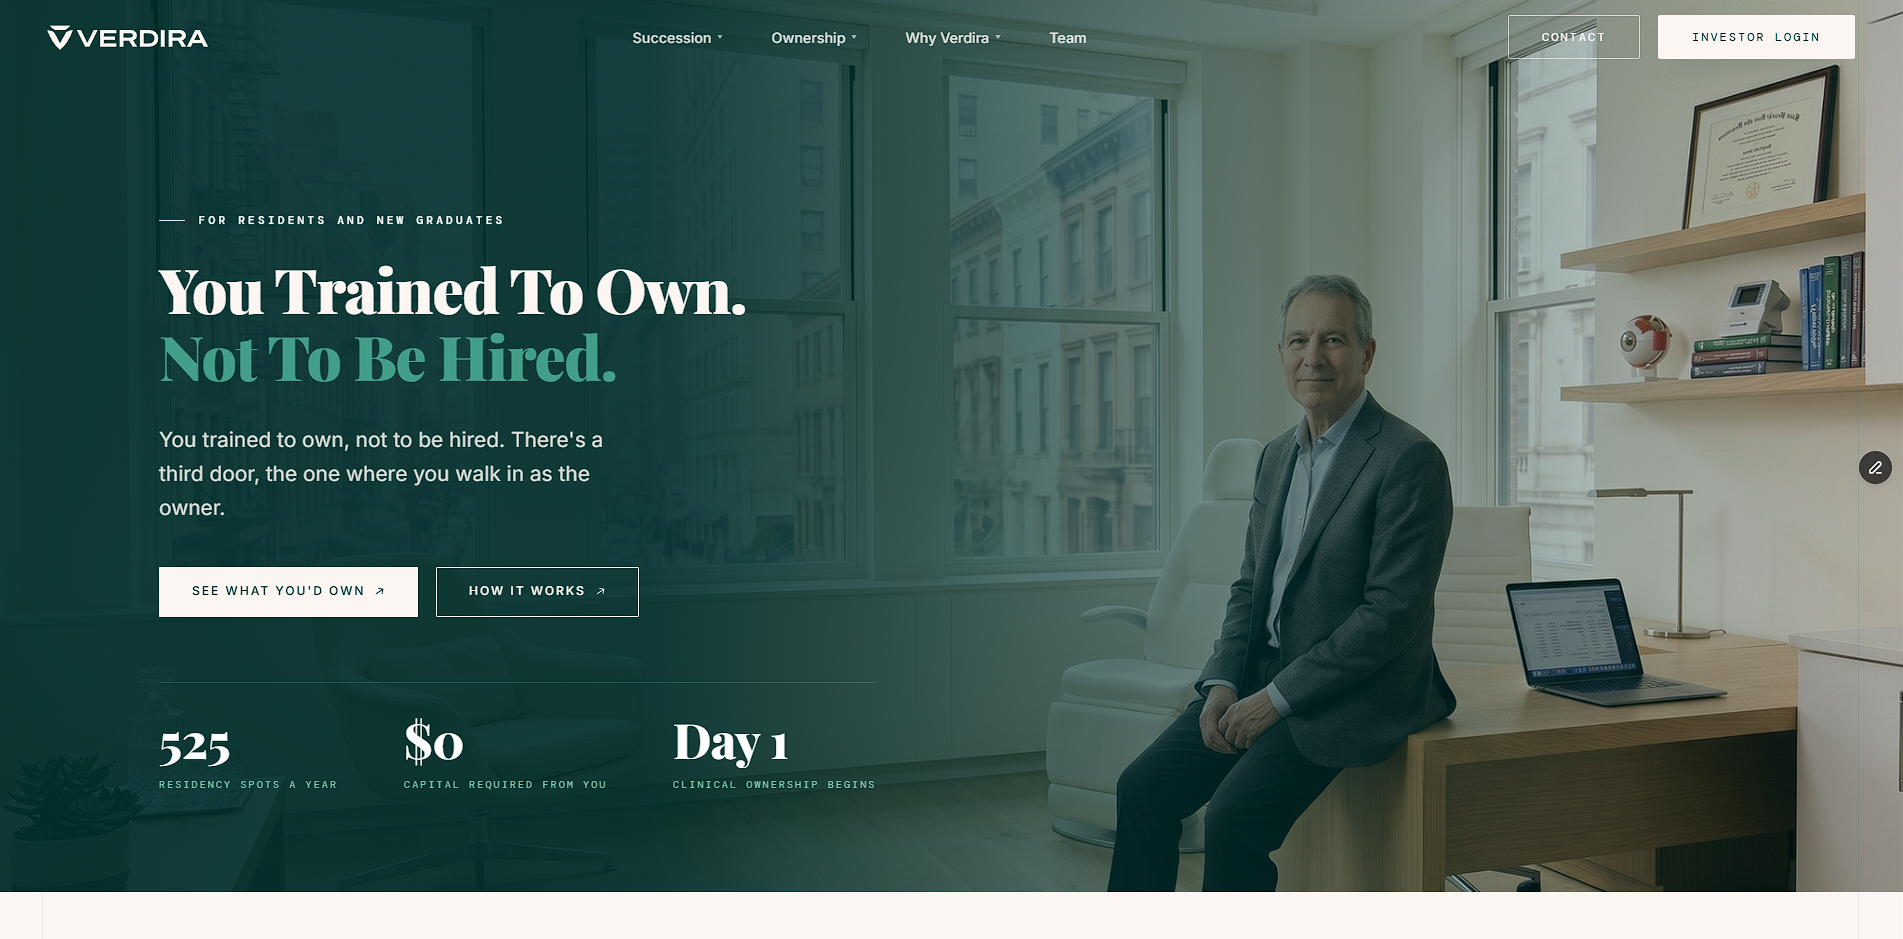 VERDIRA
Succession
Ownership
Why Verdira
Team
CONTACT
INVESTOR LOGIN
FOR RESIDENTS AND NEW GRADUATES
You Trained To Own.
Not To Be Hired.
You trained to own, not to be hired. There's a
third door, the one where you walk in as the
owner.
SEE WHAT YOU'D OWN
HOW IT WORKS
525
RESIDENCY SPOTS A YEAR
$0
CAPITAL REQUIRED FROM YOU
Day 1
CLINICAL OWNERSHIP BEGINS